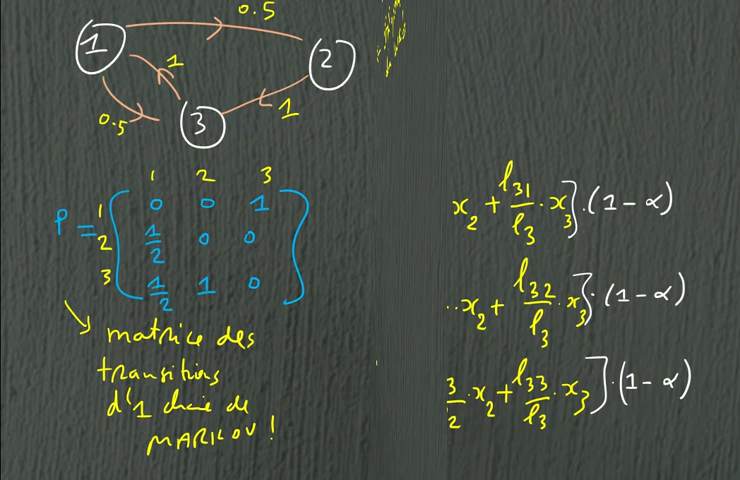 0.5
1 2
1
0.5 3 1
1 2 3
P = 1 ( 0 0 1 )
2 ( 1/2 0 0 )
3 ( 1/2 1 0 )
matrice des
transitions
d'1 chaîne de
MARKOV !
x₂ + l₃₁/l₃ · x₃} · (1 - α)
· x₂ + l₃₂/l₃ · x₃} · (1 - α)
3/2 · x₂ + l₃₃/l₃ · x₃] · (1 - α)